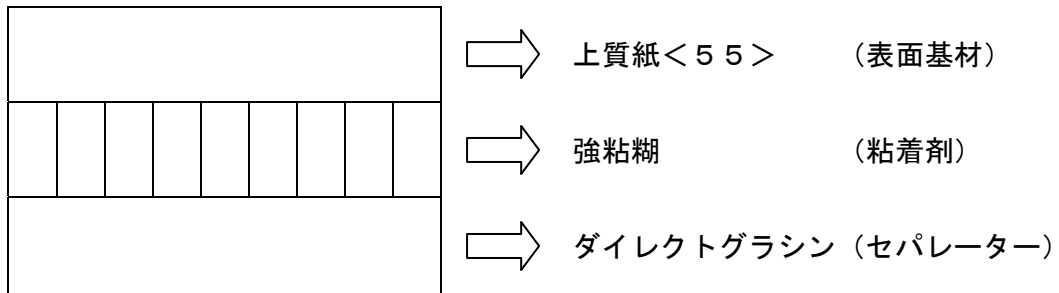 上質紙<５５>　（表面基材）
強粘糊　（粘着剤）
ダイレクトグラシン（セパレーター）